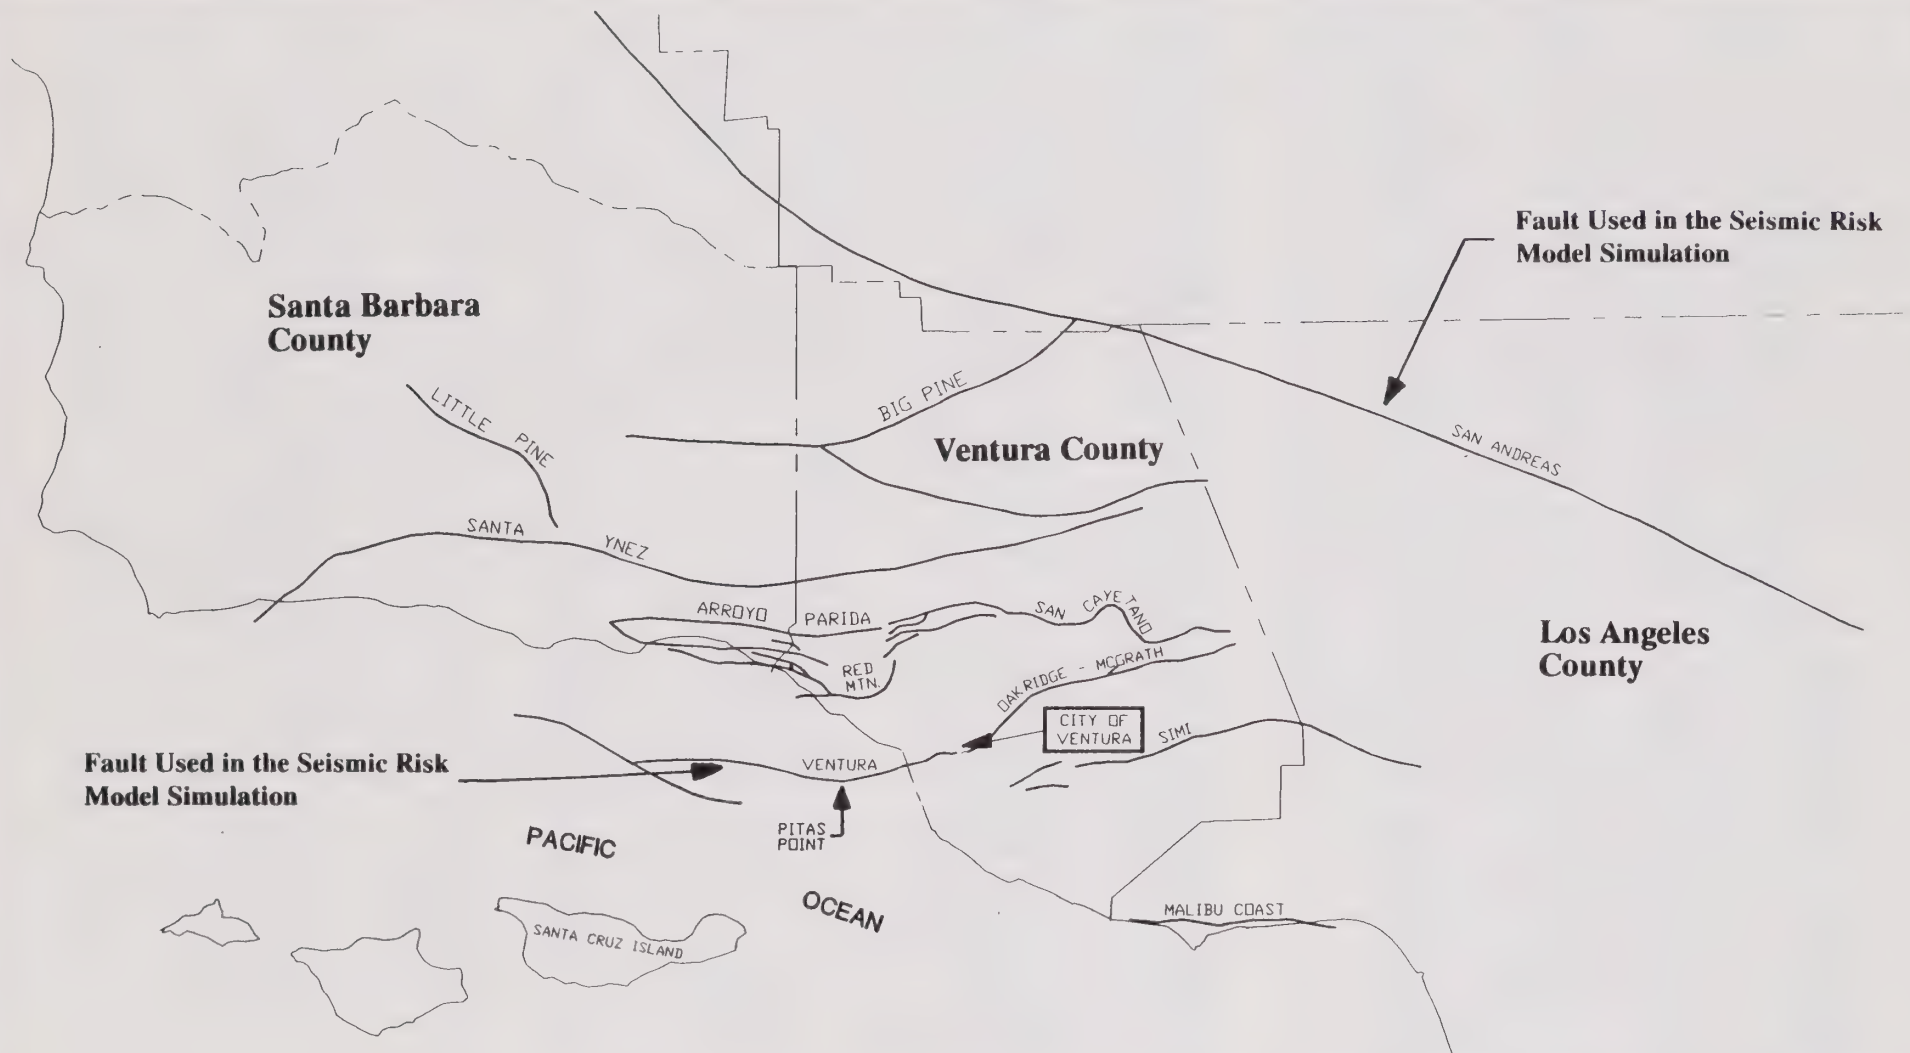 Fault Used in the Seismic Risk
Model Simulation
Santa Barbara
County
BIG PINE
LITTLE PINE
Ventura County
SAN ANDREAS
SANTA YNEZ
ARROYO PARIDA
SAN CAYETANO
Los Angeles
County
RED
MTN.
OAKRIDGE - MCGRATH
CITY OF
VENTURA
SIMI
Fault Used in the Seismic Risk
Model Simulation
VENTURA
PITAS
POINT
PACIFIC
OCEAN
MALIBU COAST
SANTA CRUZ ISLAND